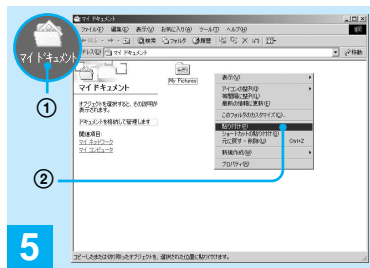 マイ ドキュメント
ファイル(F) 編集(E) 表示(V) お気に入り(A) ツール(T) ヘルプ(H)
検索 フォルダ 履歴
アドレス(D) マイ ドキュメント 移動
マイ ドキュメント
① 
マイ ドキュメント
オブジェクトを選択すると、その説明が
表示されます。
ドキュメントを格納して管理します
関連項目:
マイ ネットワーク
マイ コンピュータ
My Pictures
表示(V)
アイコンの整列(I)
等間隔に整列(U)
最新の情報に更新(E)
このフォルダのカスタマイズ(C)...
貼り付け(P)
ショートカットの貼り付け(S)
元に戻す - 削除(U) Ctrl+Z
新規作成(W)
プロパティ(R)
②
5
コピーしたまたは切り取ったオブジェクトを、選択された位置に貼り付けます。